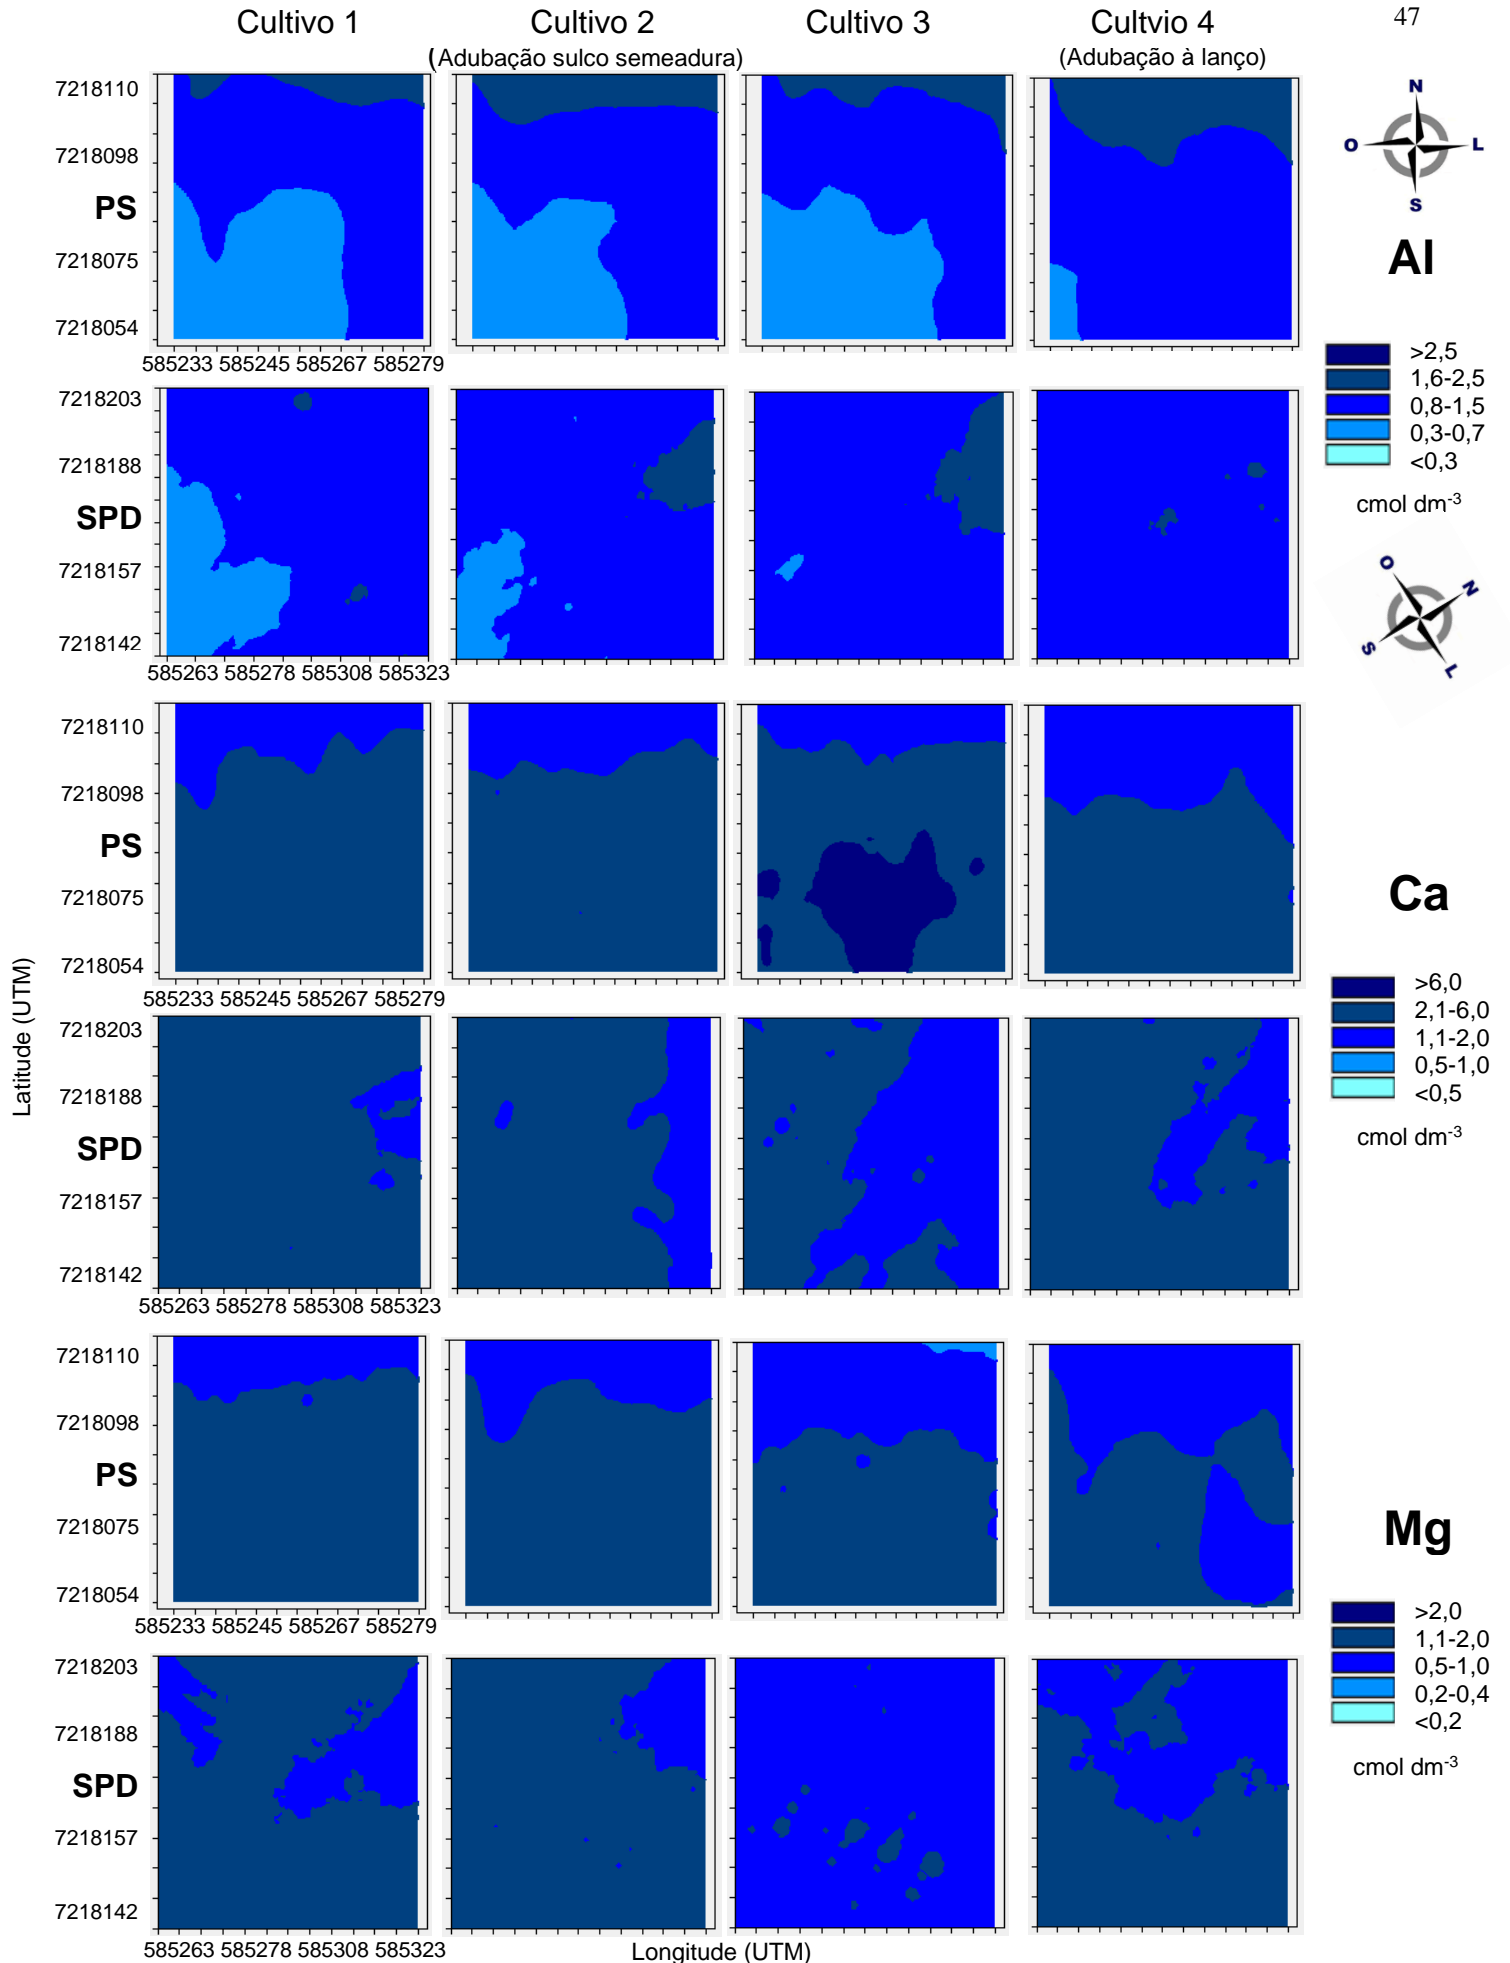 47
Cultivo 1 Cultivo 2 Cultivo 3 Cultvio 4
(Adubação sulco semeadura) (Adubação à lanço)
7218110
7218098
PS
7218075
7218054
585233 585245 585267 585279
N
O L
S
Al
>2,5
1,6-2,5
0,8-1,5
0,3-0,7
<0,3
cmol dm-3
7218203
7218188
SPD
7218157
7218142
585263 585278 585308 585323
O
N
S
L
7218110
7218098
PS
7218075
7218054
585233 585245 585267 585279
Ca
>6,0
2,1-6,0
1,1-2,0
0,5-1,0
<0,5
cmol dm-3
Latitude (UTM)
7218203
7218188
SPD
7218157
7218142
585263 585278 585308 585323
7218110
7218098
PS
7218075
7218054
585233 585245 585267 585279
Mg
>2,0
1,1-2,0
0,5-1,0
0,2-0,4
<0,2
cmol dm-3
7218203
7218188
SPD
7218157
7218142
585263 585278 585308 585323
Longitude (UTM)